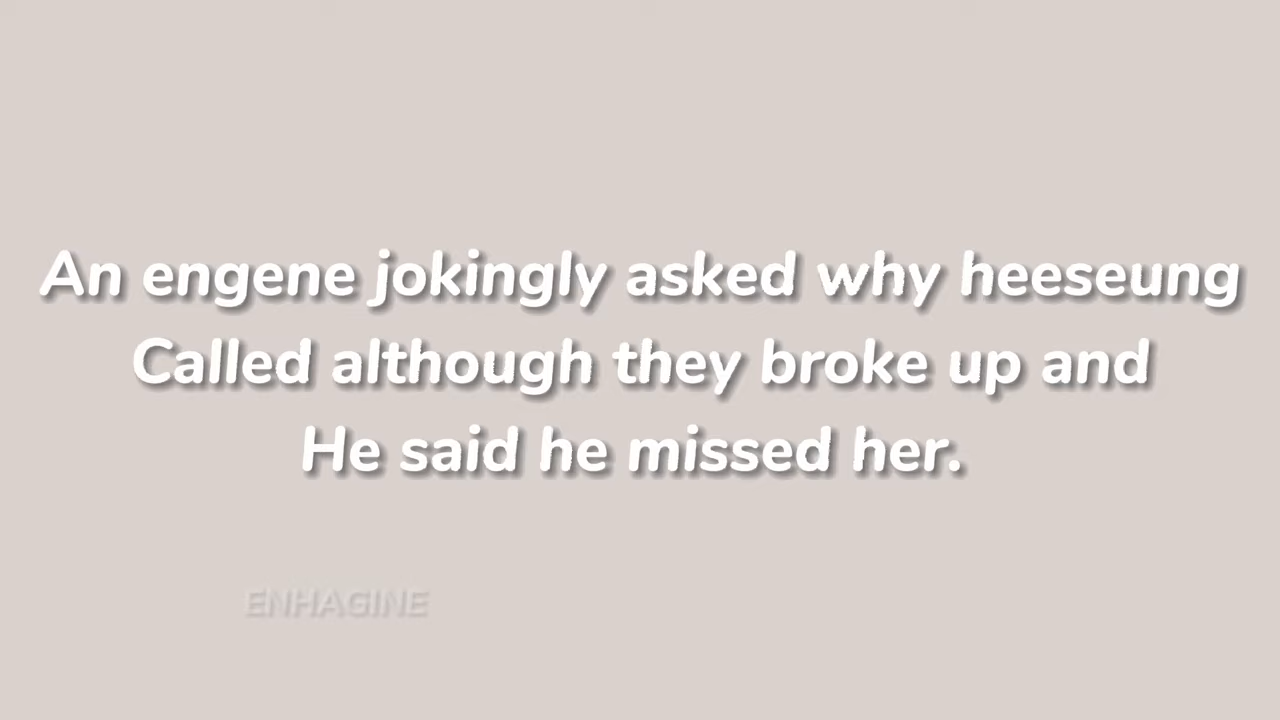 An engene jokingly asked why heeseung
Called although they broke up and
He said he missed her.
ENHAGINE